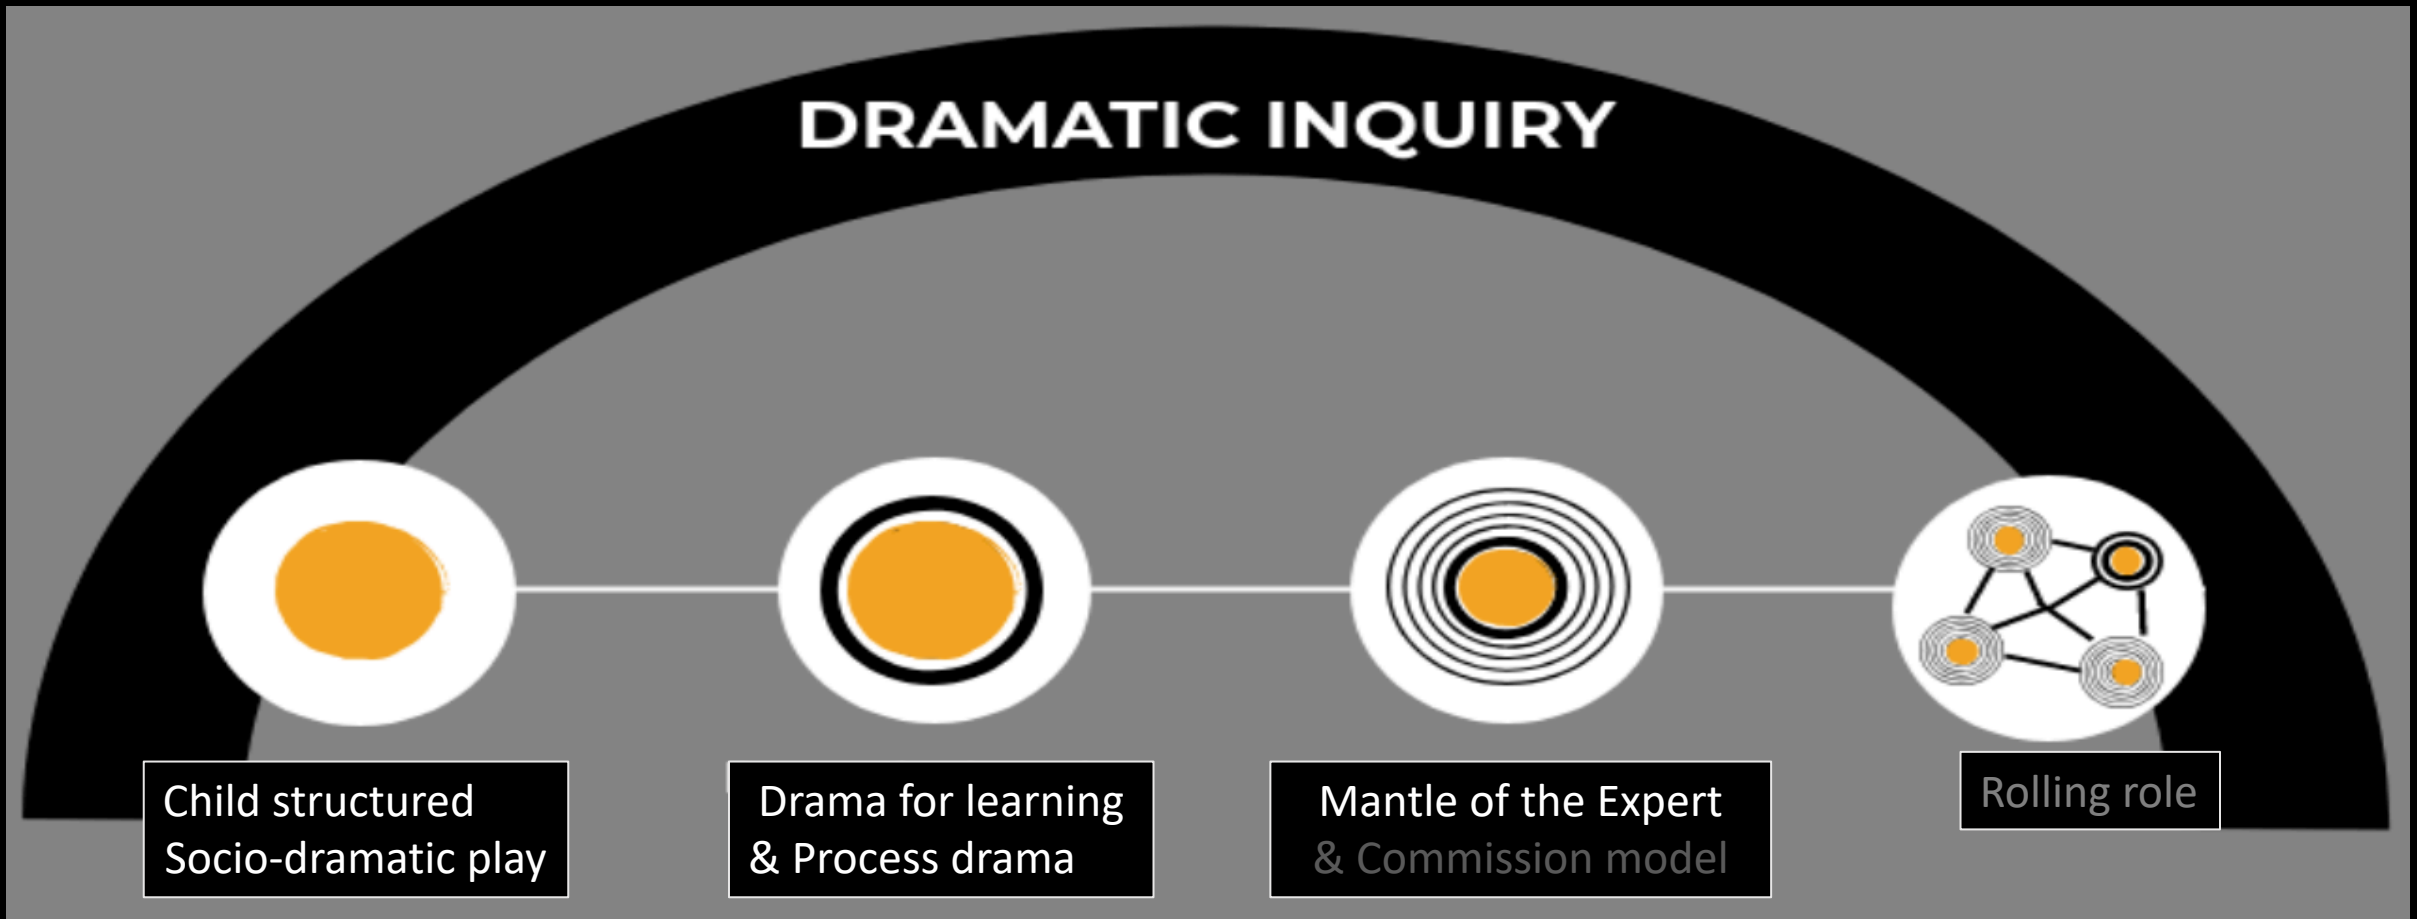 DRAMATIC INQUIRY
Child structured
Socio-dramatic play
Drama for learning
& Process drama
Mantle of the Expert
& Commission model
Rolling role